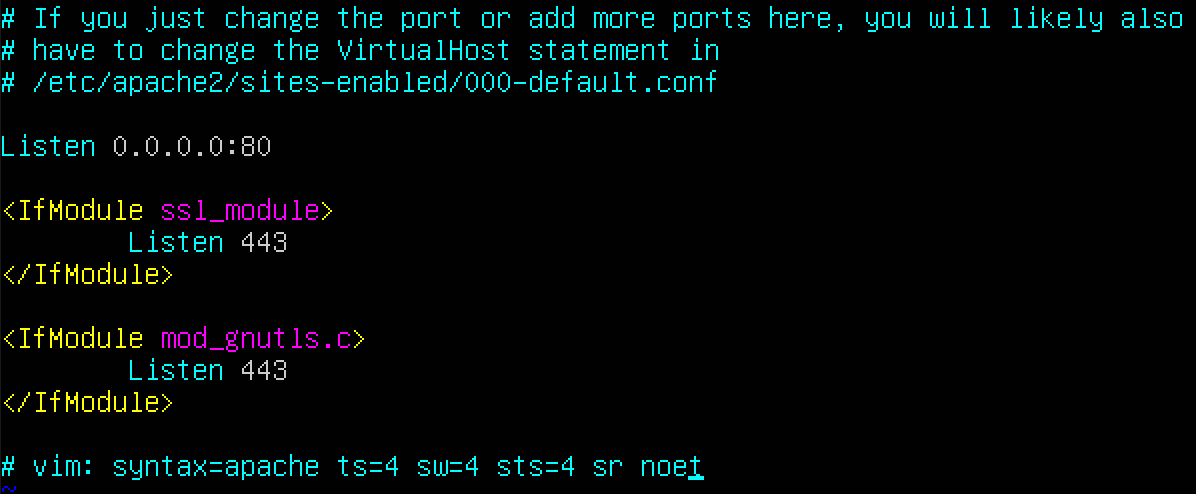 # If you just change the port or add more ports here, you will likely also
# have to change the VirtualHost statement in
# /etc/apache2/sites-enabled/000-default.conf
Listen 0.0.0.0:80
<IfModule ssl_module>
Listen 443
</IfModule>
<IfModule mod_gnutls.c>
Listen 443
</IfModule>
# vim: syntax=apache ts=4 sw=4 sts=4 sr noet
~